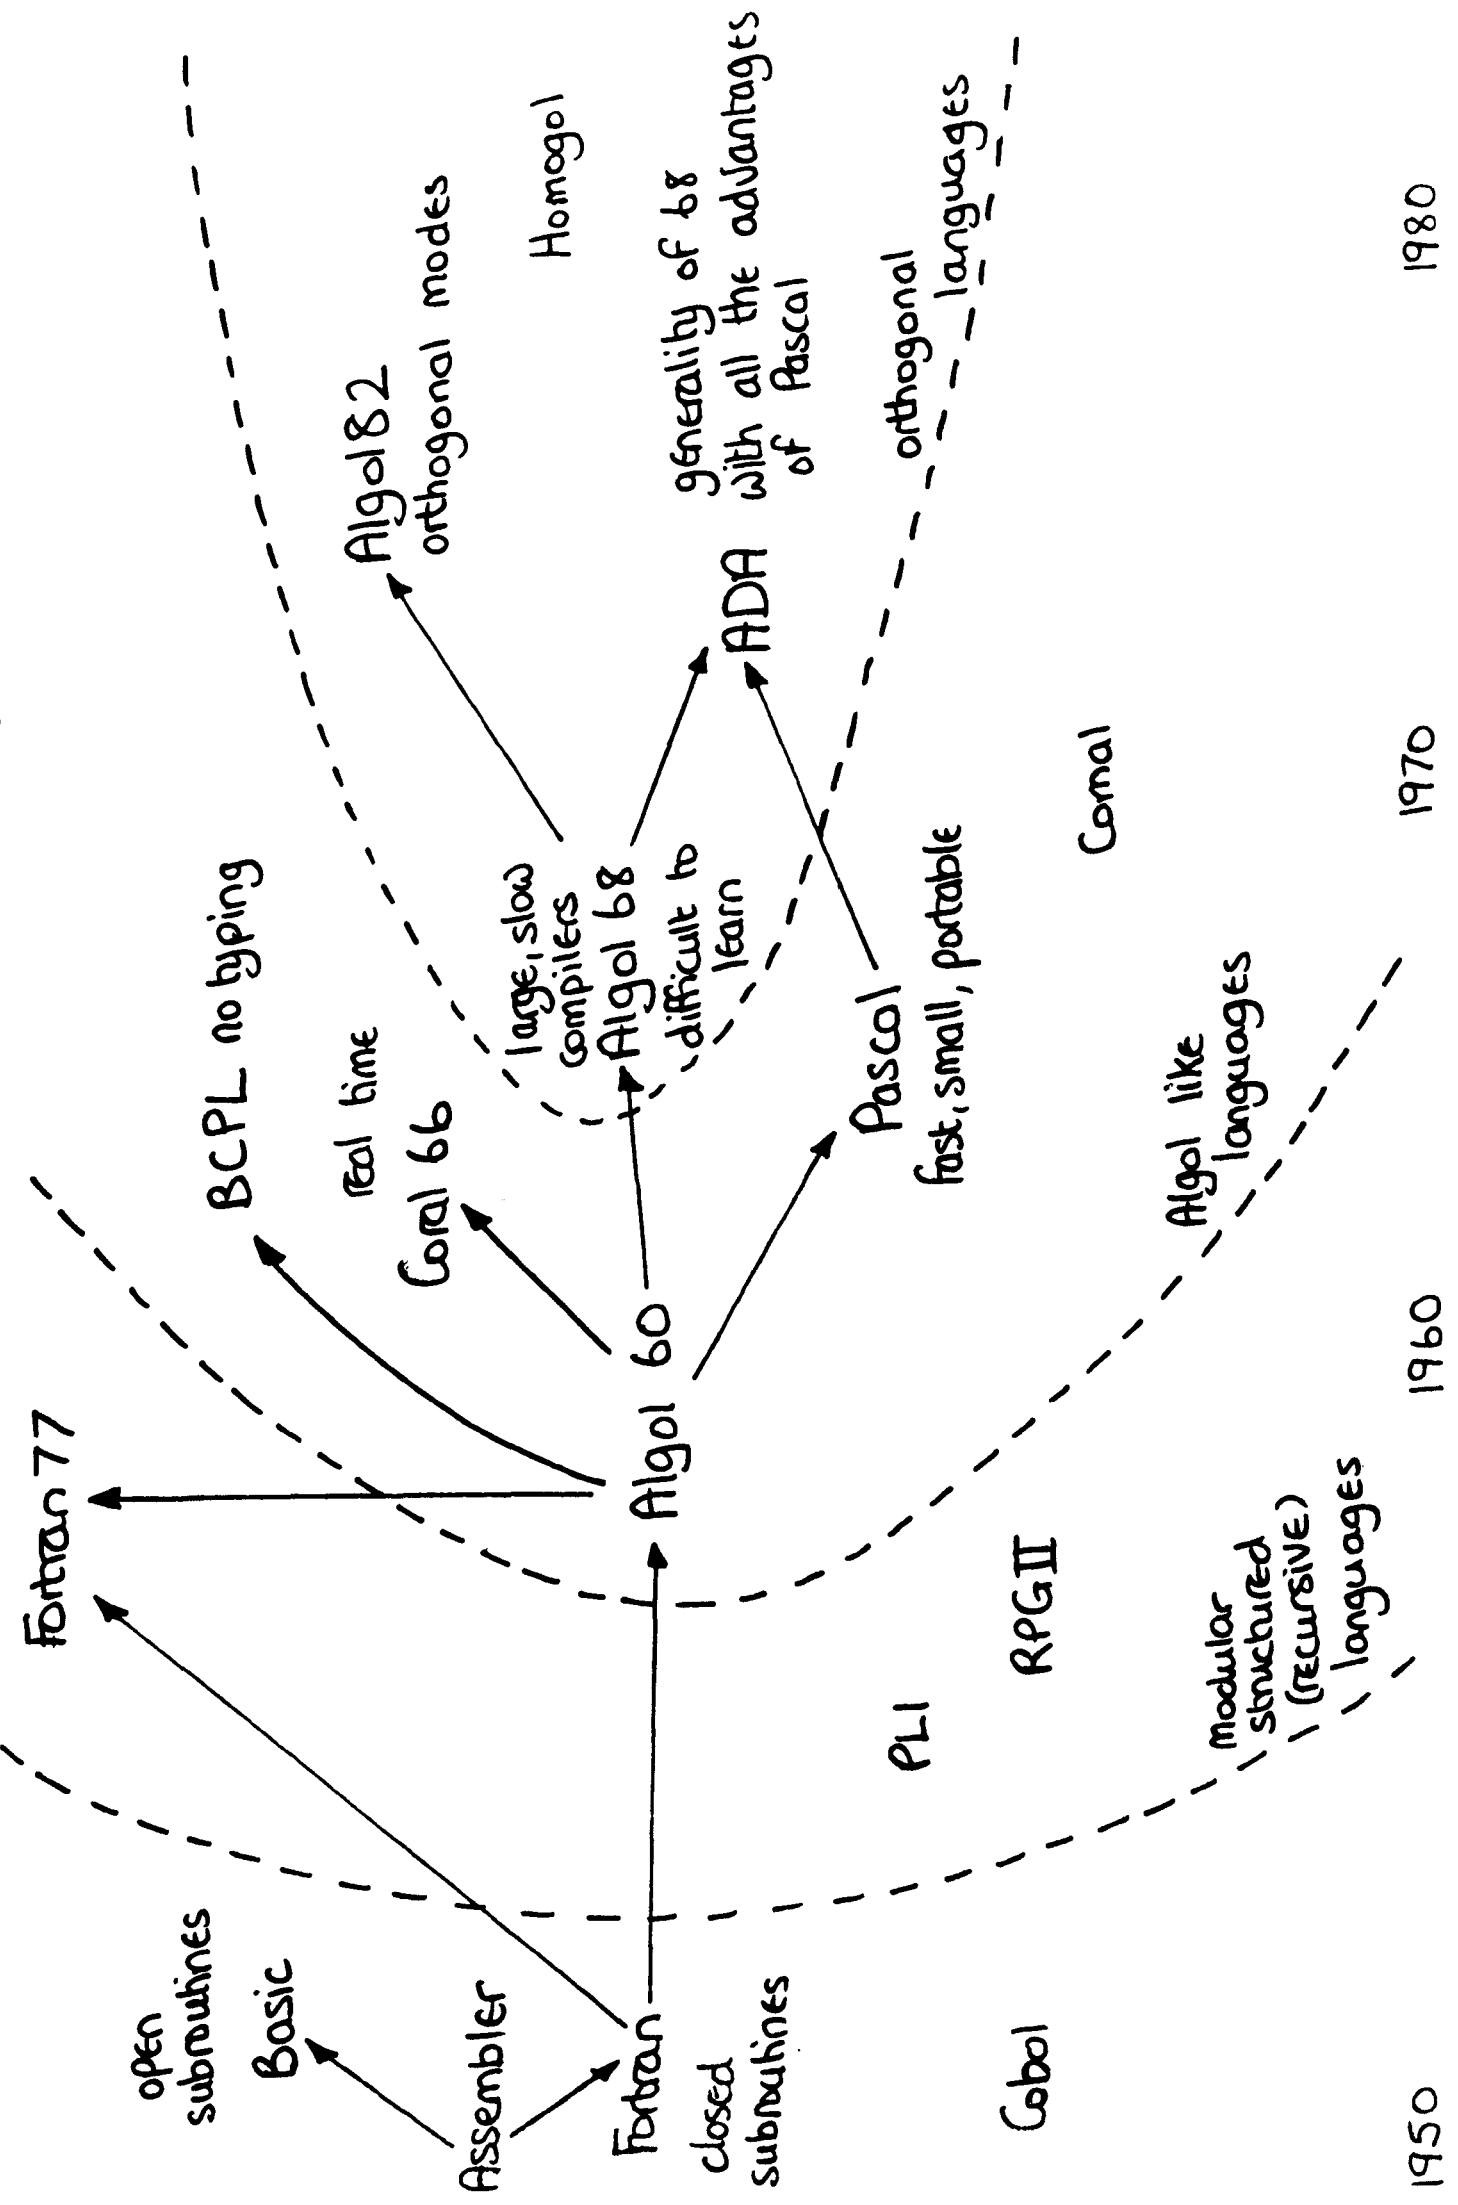 Fortran 77
open
subroutines
Basic
Assembler
Fortran
closed
subroutines
Cobol
PL1
RPG II
Modular
structured
(recursive)
languages
Algol 60
BCPL no typing
real time
Coral 66
large, slow
compilers
Algol 68
difficult to
learn
Pascal
fast, small, portable
Algol like
languages
Comal
Algol 82
orthogonal modes
Homogol
ADA
generality of 68
with all the advantages
of Pascal
orthogonal
languages
1950
1960
1970
1980